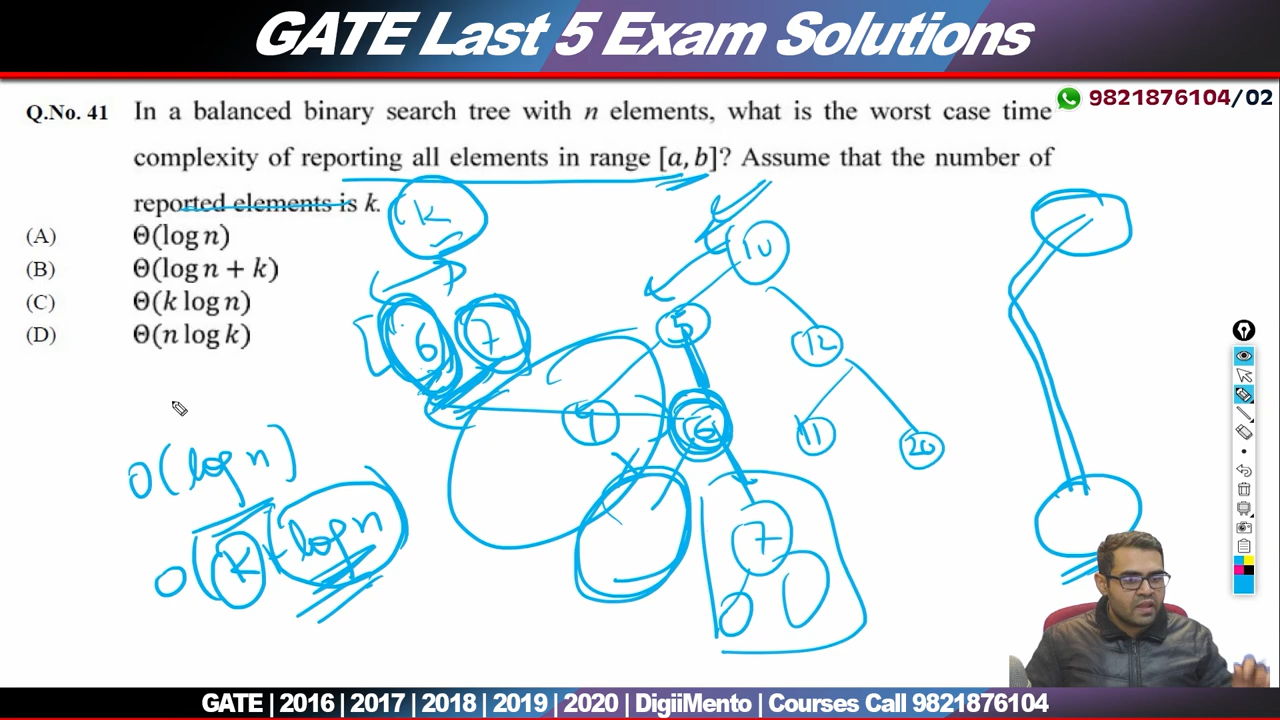 GATE Last 5 Exam Solutions
9821876104/02
Q.No. 41 In a balanced binary search tree with n elements, what is the worst case time
complexity of reporting all elements in range [a, b]? Assume that the number of
reported elements is k.
(A) Θ(log n)
(B) Θ(log n + k)
(C) Θ(k log n)
(D) Θ(n log k)
k
10
5
12
6 7
4
6
11
20
7
O(log n)
O(k + log n)
GATE | 2016 | 2017 | 2018 | 2019 | 2020 | DigiiMento | Courses Call 9821876104